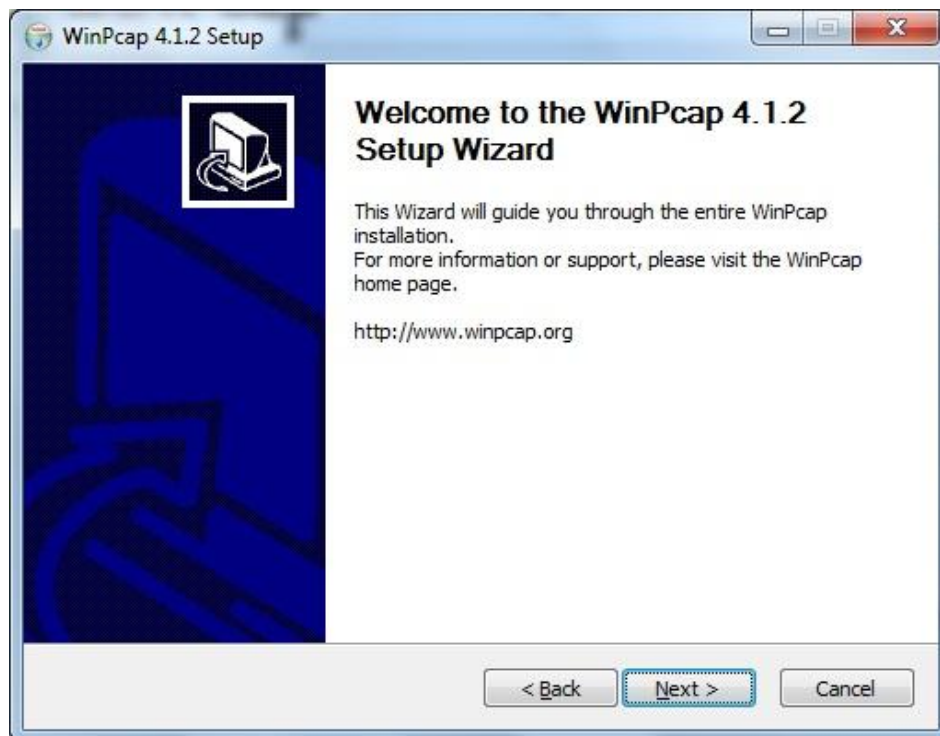 WinPcap 4.1.2 Setup
Welcome to the WinPcap 4.1.2
Setup Wizard
This Wizard will guide you through the entire WinPcap
installation.
For more information or support, please visit the WinPcap
home page.
http://www.winpcap.org
< Back
Next >
Cancel